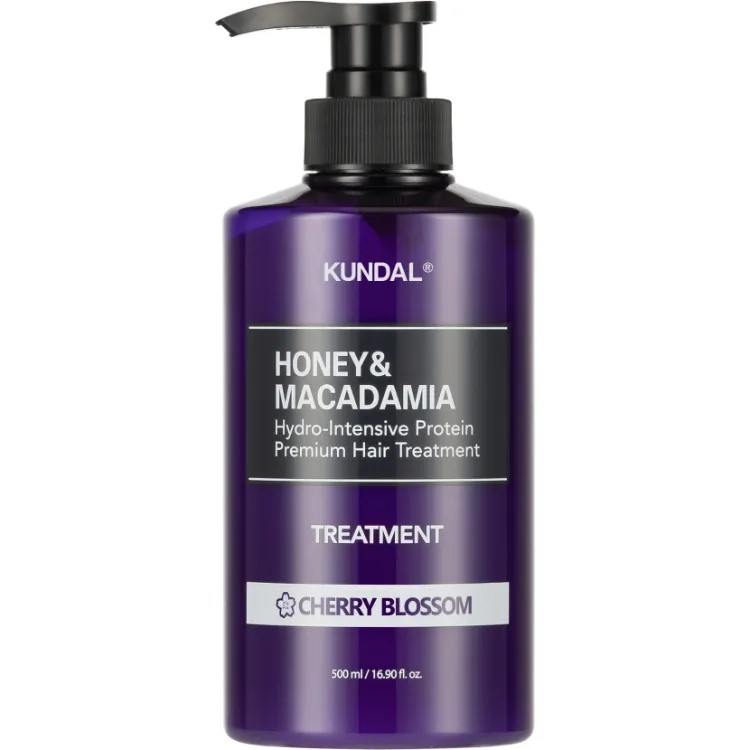 KUNDAL®
HONEY&
MACADAMIA
Hydro-Intensive Protein
Premium Hair Treatment
TREATMENT
CHERRY BLOSSOM
500 ml / 16.90 fl. oz.